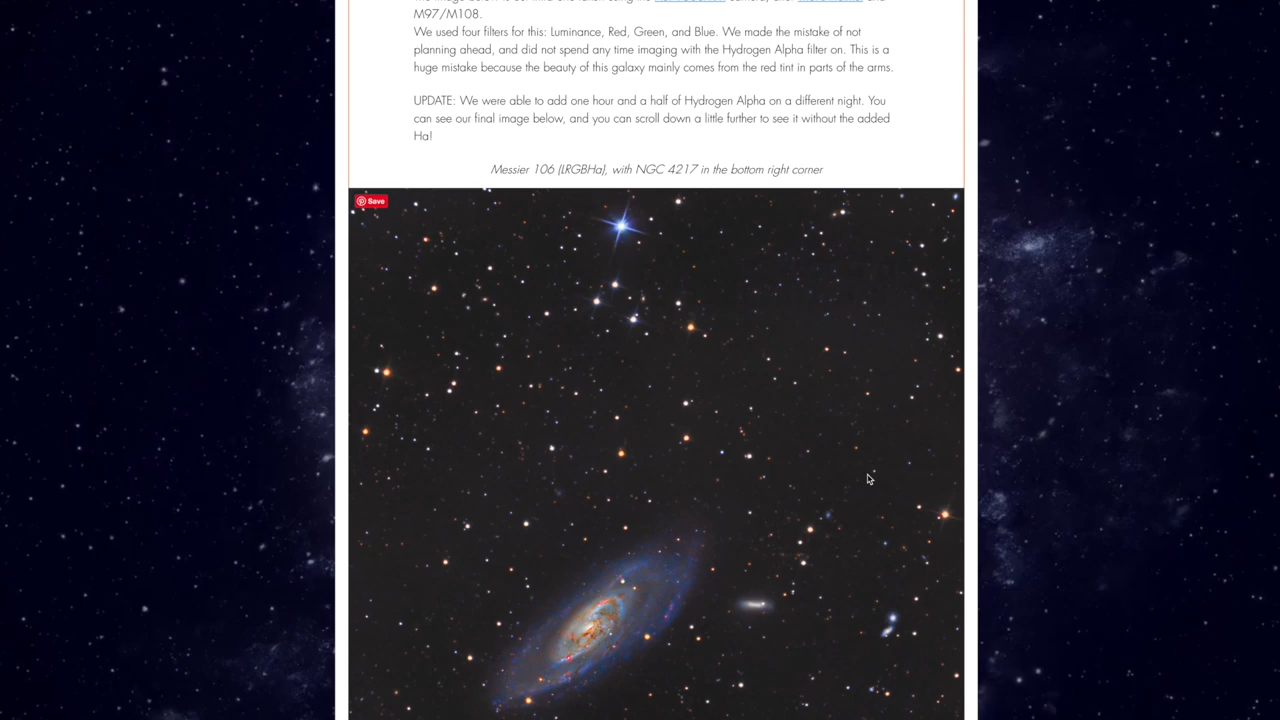 M97/M108.
We used four filters for this: Luminance, Red, Green, and Blue. We made the mistake of not
planning ahead, and did not spend any time imaging with the Hydrogen Alpha filter on. This is a
huge mistake because the beauty of this galaxy mainly comes from the red tint in parts of the arms.
UPDATE: We were able to add one hour and a half of Hydrogen Alpha on a different night. You
can see our final image below, and you can scroll down a little further to see it without the added
Ha!
Messier 106 (LRGBHa), with NGC 4217 in the bottom right corner
Save